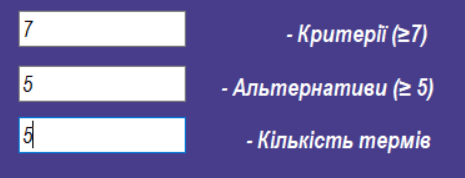 7 - Критерії (≥7)
5 - Альтернативи (≥ 5)
5 - Кількість термів